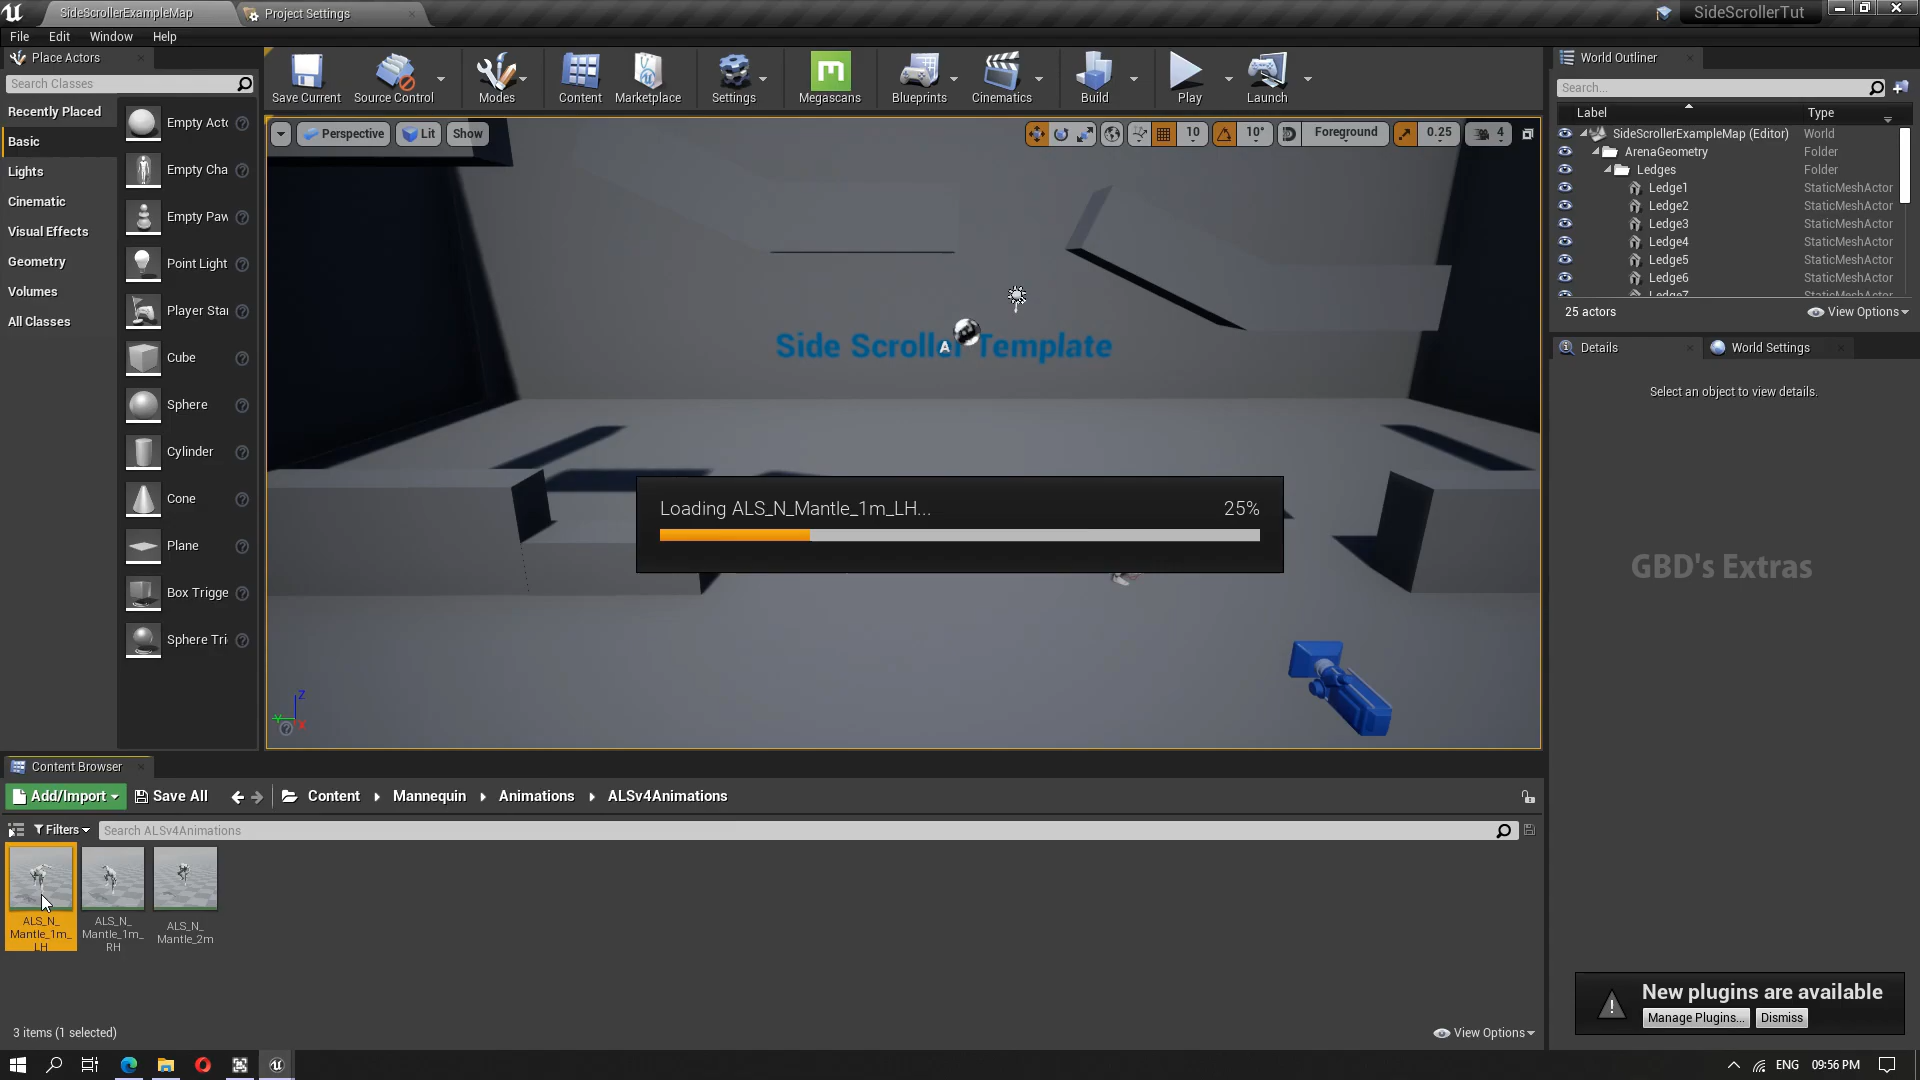 SideScrollerExampleMap
Project Settings
SideScrollerTut
File Edit Window Help
Place Actors
Search Classes
Recently Placed
Basic
Lights
Cinematic
Visual Effects
Geometry
Volumes
All Classes
Empty Acto
Empty Cha
Empty Paw
Point Light
Player Star
Cube
Sphere
Cylinder
Cone
Plane
Box Trigge
Sphere Tri
Save Current
Source Control
Modes
Content
Marketplace
Settings
Megascans
Blueprints
Cinematics
Build
Play
Launch
Perspective
Lit
Show
10
10°
Foreground
0.25
4
Side Scroller Template
A
Loading ALS_N_Mantle_1m_LH... 25%
Z
Y
X
World Outliner
Search...
Label Type
SideScrollerExampleMap (Editor) World
ArenaGeometry Folder
Ledges Folder
Ledge1 StaticMeshActor
Ledge2 StaticMeshActor
Ledge3 StaticMeshActor
Ledge4 StaticMeshActor
Ledge5 StaticMeshActor
Ledge6 StaticMeshActor
Ledge7 StaticMeshActor
25 actors
View Options
Details
World Settings
Select an object to view details.
GBD's Extras
Content Browser
Add/Import
Save All
Content
Mannequin
Animations
ALSv4Animations
Filters
Search ALSv4Animations
ALS_N_
Mantle_1m_
LH
ALS_N_
Mantle_1m_
RH
ALS_N_
Mantle_2m
3 items (1 selected)
View Options
New plugins are available
Manage Plugins...
Dismiss
ENG
09:56 PM